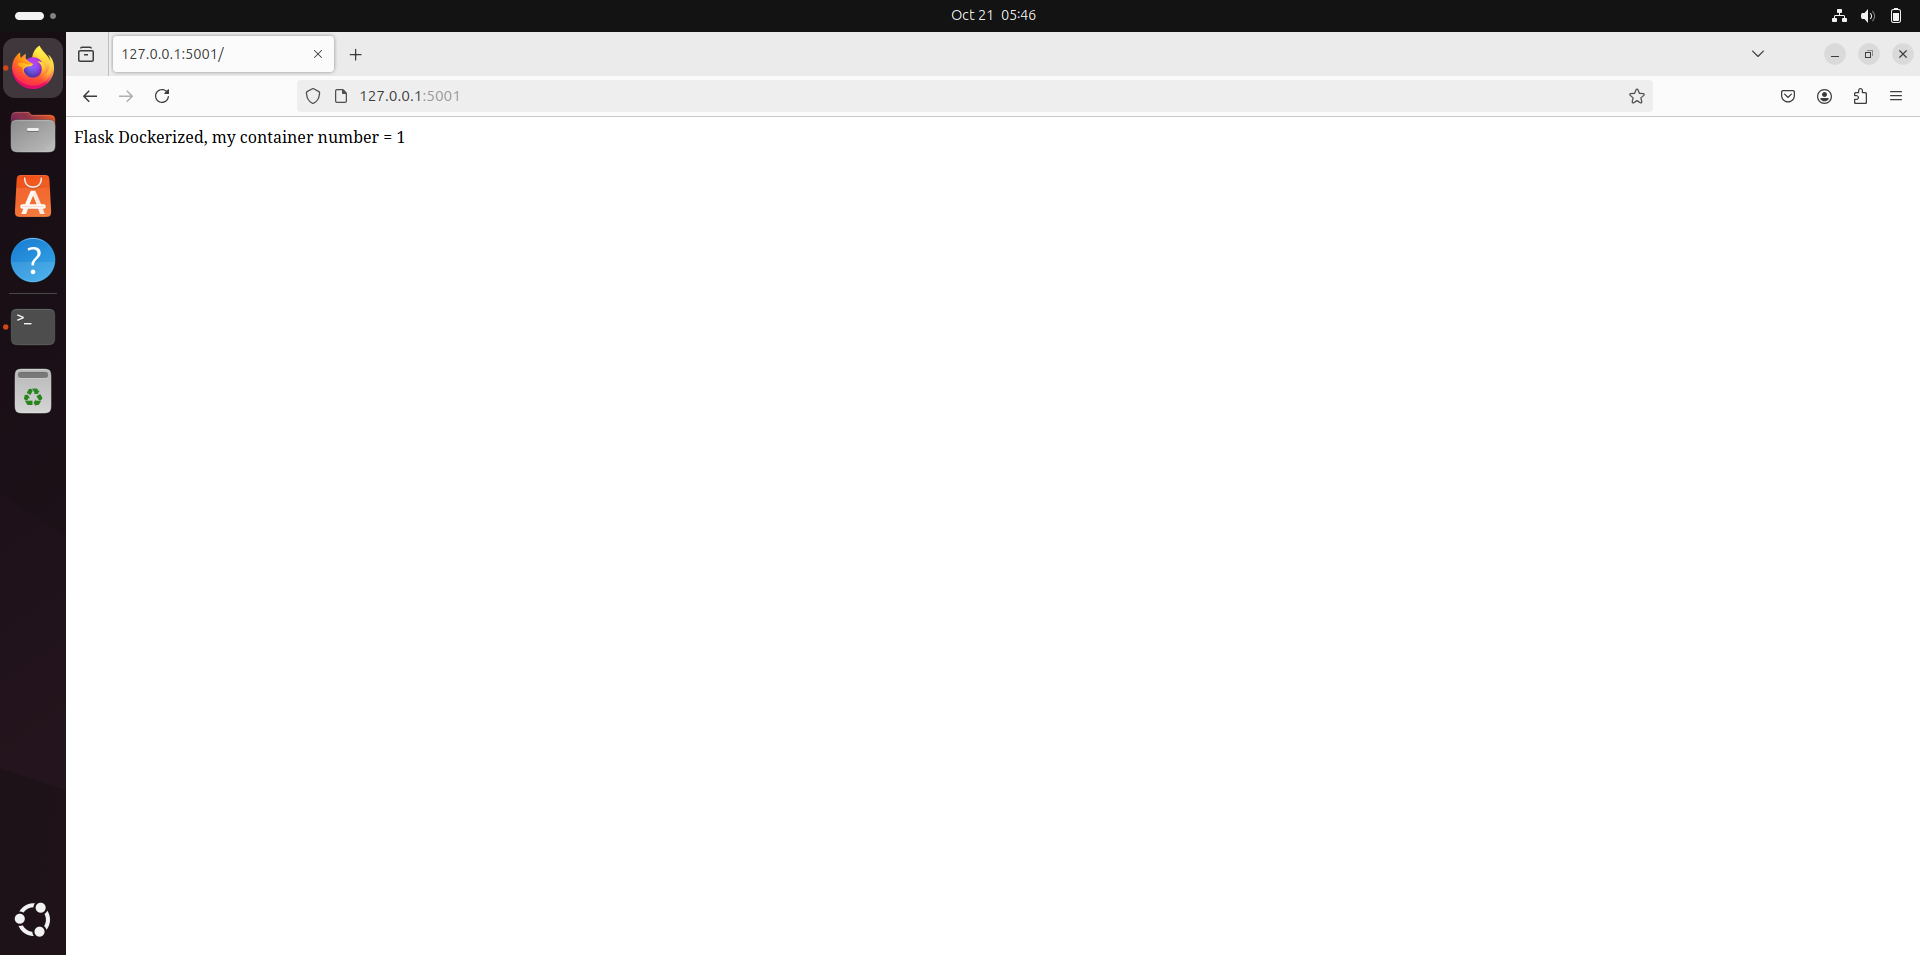 Oct 21 05:46
127.0.0.1:5001/
127.0.0.1:5001
Flask Dockerized, my container number = 1